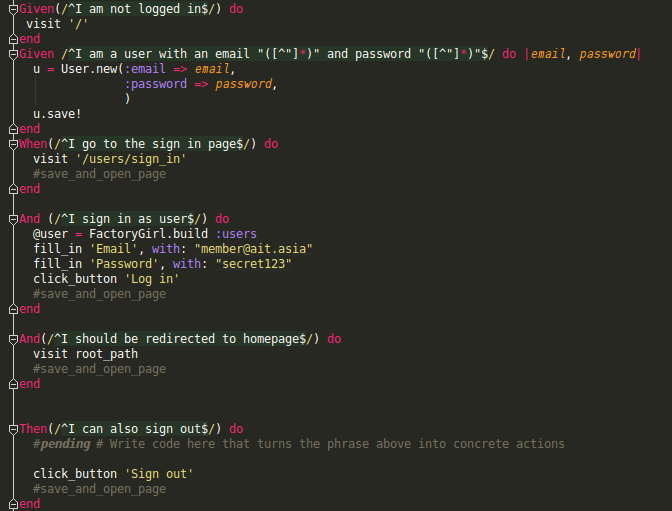 Given(/^I am not logged in$/) do
 visit '/'
end
Given /^I am a user with an email "([^"]*)" and password "([^"]*)"$/ do |email, password|
  u = User.new(:email => email,
               :password => password,
               )
  u.save!
end
When(/^I go to the sign in page$/) do
  visit '/users/sign_in'
  #save_and_open_page
end
And (/^I sign in as user$/) do
  @user = FactoryGirl.build :users
  fill_in 'Email', with: "member@ait.asia"
  fill_in 'Password', with: "secret123"
  click_button 'Log in'
  #save_and_open_page
end
And(/^I should be redirected to homepage$/) do
  visit root_path
  #save_and_open_page
end
Then(/^I can also sign out$/) do
  #pending # Write code here that turns the phrase above into concrete actions
  click_button 'Sign out'
  #save_and_open_page
end